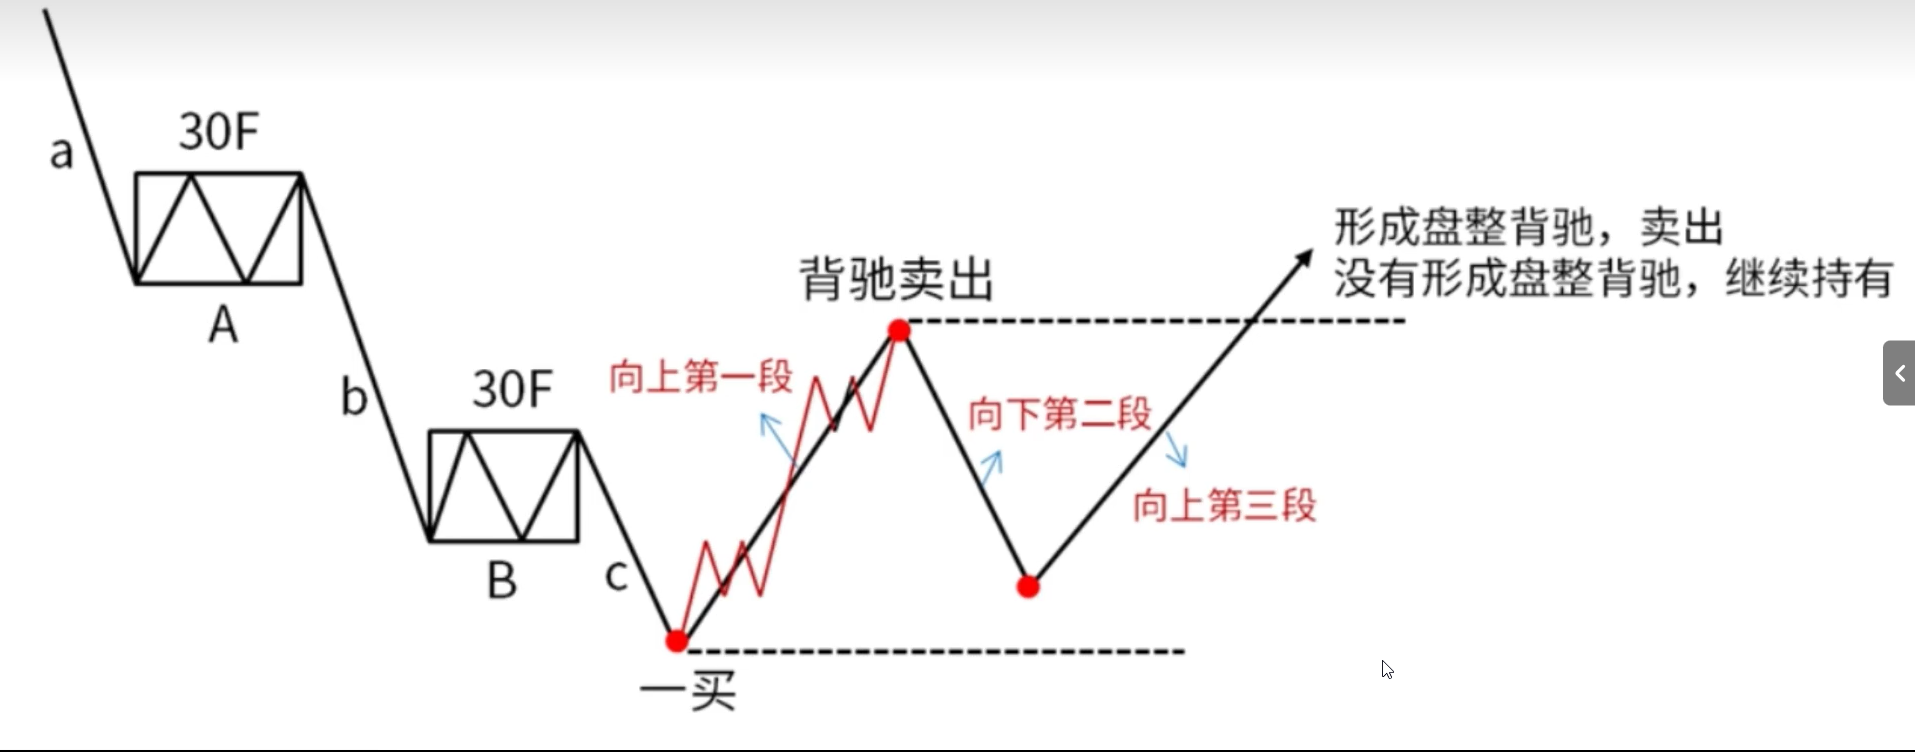 a
30F
A
b
30F
B
c
一买
向上第一段
背驰卖出
向下第二段
向上第三段
形成盘整背驰，卖出
没有形成盘整背驰，继续持有